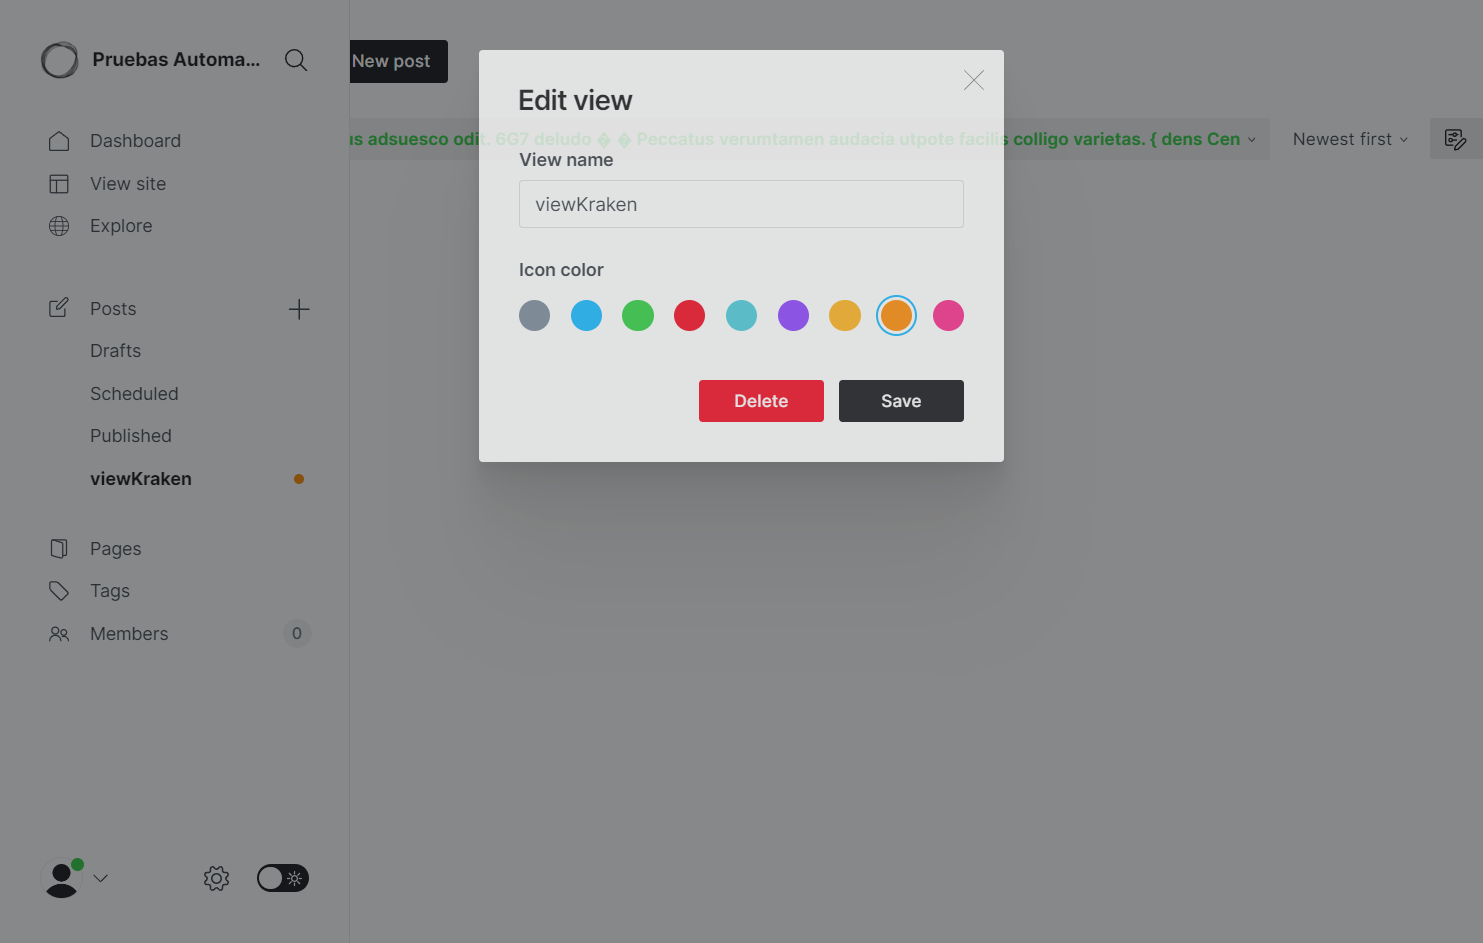 Pruebas Automa...
New post
Dashboard
View site
Explore
Posts
Drafts
Scheduled
Published
viewKraken
Pages
Tags
Members
0
us adsuesco odit. 6G7 deludo � � Peccatus verumtamen audacia utpote facilis colligo varietas. { dens Cen
Newest first
Edit view
View name
viewKraken
Icon color
Delete
Save